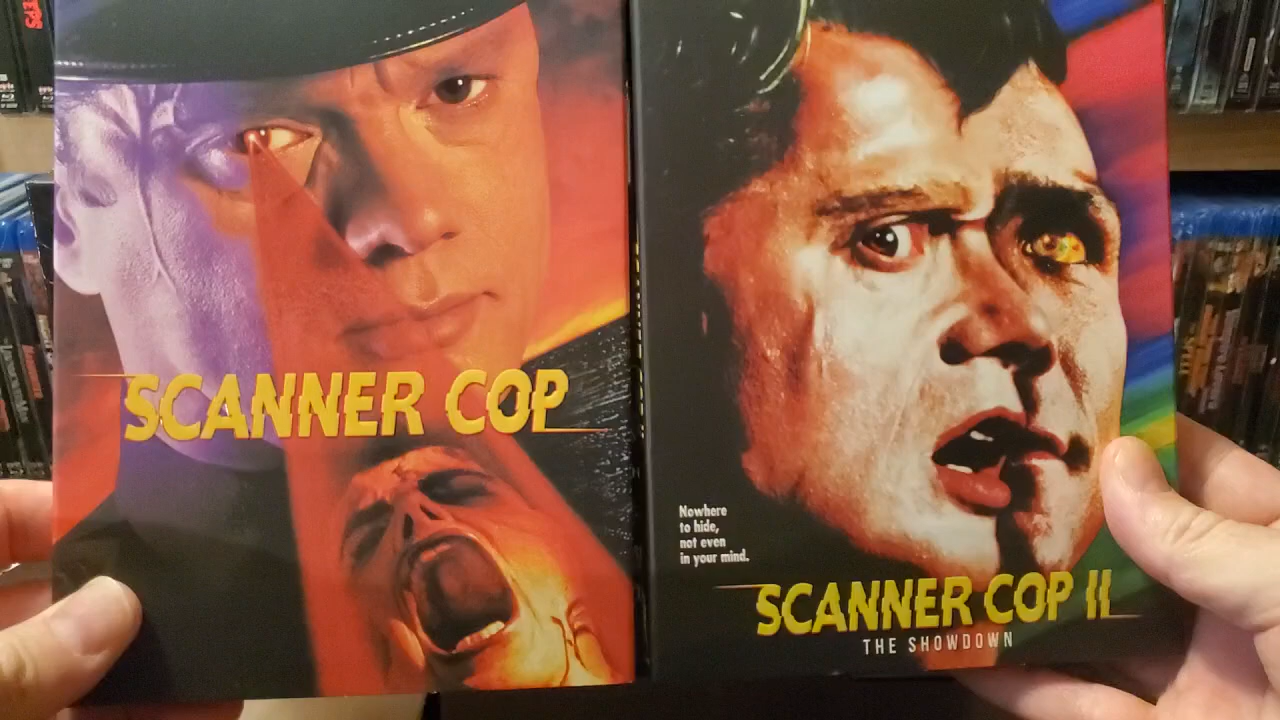 SCANNER COP
Nowhere
to hide,
not even
in your mind.
SCANNER COP II
THE SHOWDOWN